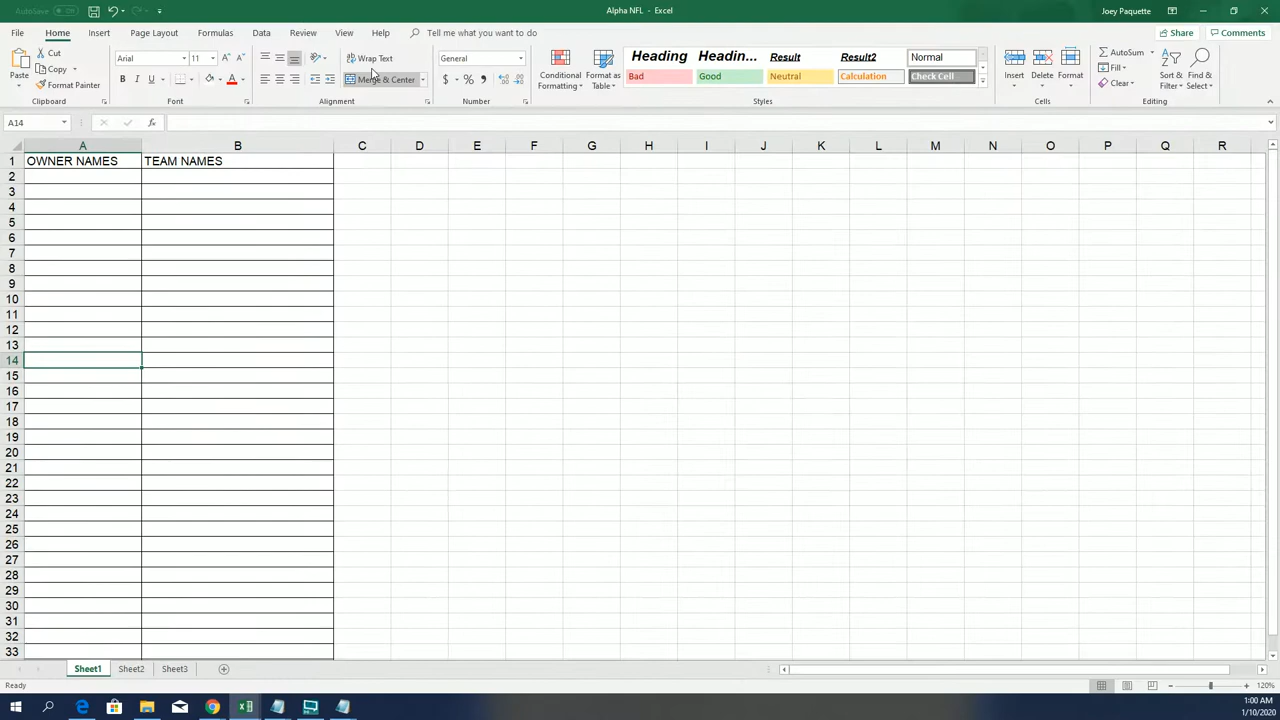 AutoSave Off
Alpha NFL - Excel
Joey Paquette
File Home Insert Page Layout Formulas Data Review View Help Tell me what you want to do
Share Comments
Paste
Cut
Copy
Format Painter
Clipboard
Arial 11
B I U
Font
Wrap Text
Merge & Center
Alignment
General
$ % ,
Number
Conditional Formatting
Format as Table
Heading Headin... Result Result2 Normal
Bad Good Neutral Calculation Check Cell
Styles
Insert Delete Format
Cells
AutoSum
Fill
Clear
Sort & Filter
Find & Select
Editing
A14
fx
A B C D E F G H I J K L M N O P Q R
1 OWNER NAMES TEAM NAMES
2
3
4
5
6
7
8
9
10
11
12
13
14
15
16
17
18
19
20
21
22
23
24
25
26
27
28
29
30
31
32
33
Sheet1 Sheet2 Sheet3
Ready
120%
1:00 AM
1/10/2020